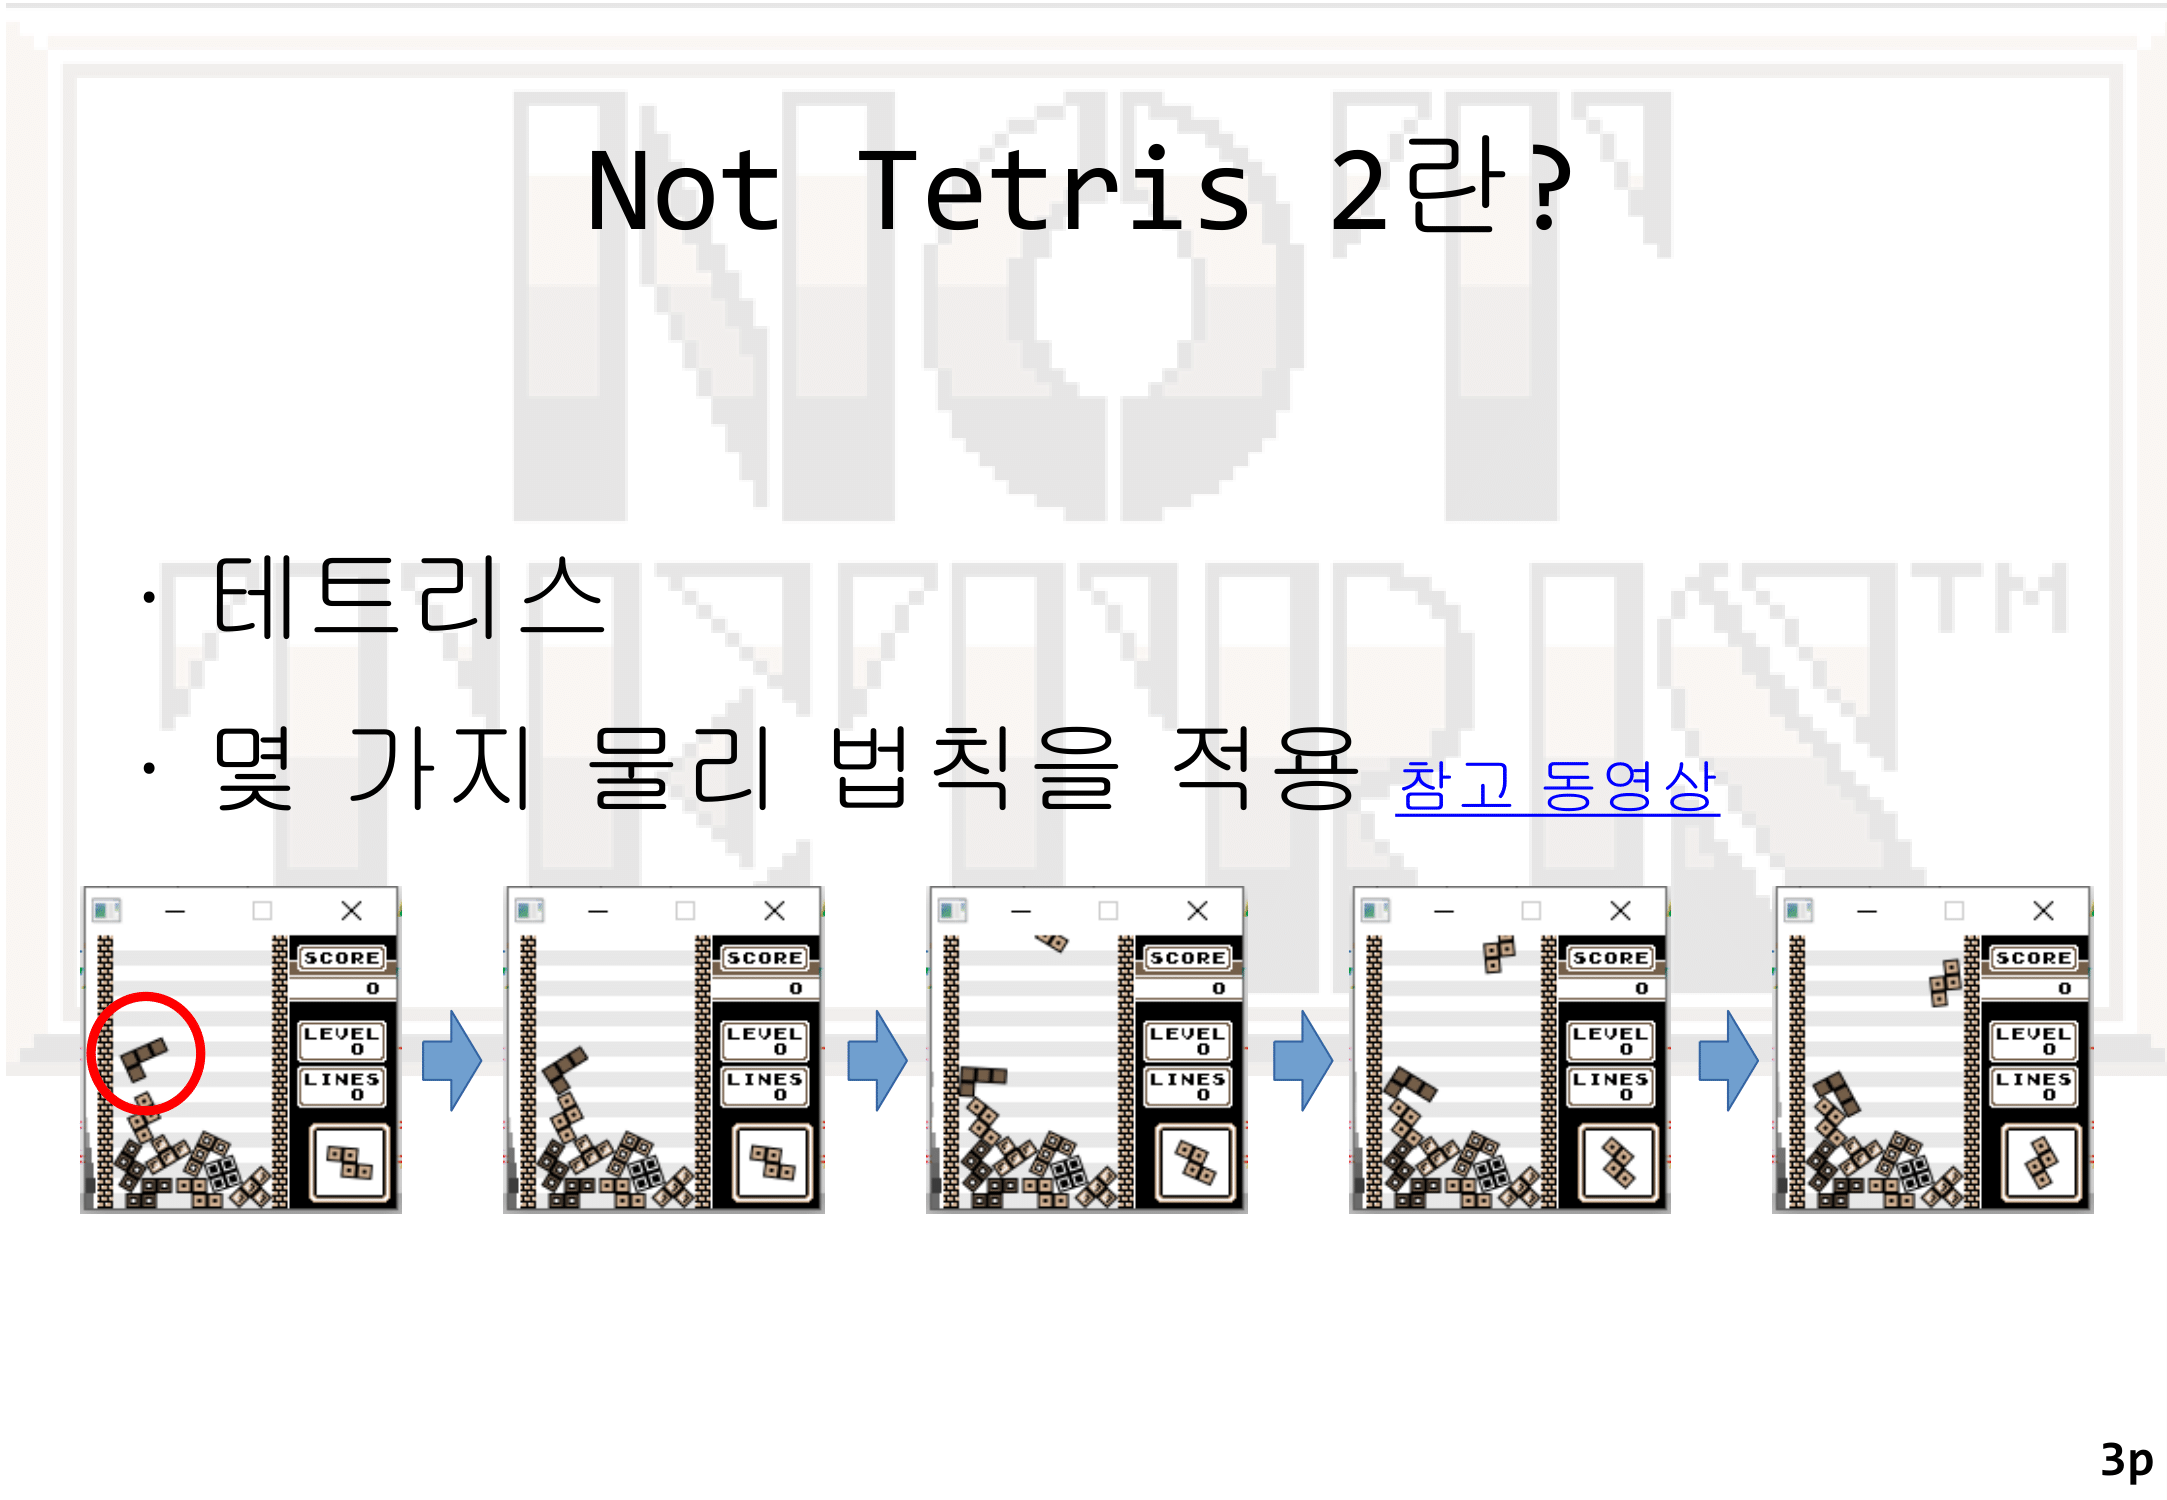 Not Tetris 2란?
· 테트리스
· 몇 가지 물리 법칙을 적용 참고 동영상
SCORE
0
LEVEL
0
LINES
0
SCORE
0
LEVEL
0
LINES
0
SCORE
0
LEVEL
0
LINES
0
SCORE
0
LEVEL
0
LINES
0
SCORE
0
LEVEL
0
LINES
0
NOT
TETRIS™
3p